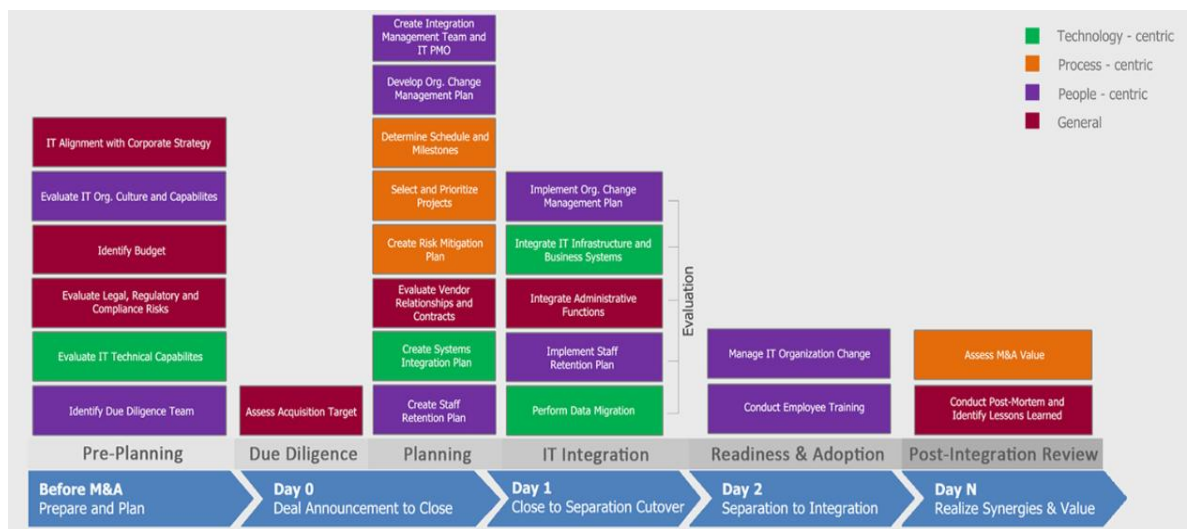 Technology - centric
Process - centric
People - centric
General
IT Alignment with Corporate Strategy
Evaluate IT Org. Culture and Capabilites
Identify Budget
Evaluate Legal, Regulatory and
Compliance Risks
Evaluate IT Technical Capabilites
Identify Due Diligence Team
Assess Acquisition Target
Create Integration
Management Team and
IT PMO
Develop Org. Change
Management Plan
Determine Schedule and
Milestones
Select and Prioritize
Projects
Create Risk Mitigation
Plan
Evaluate Vendor
Relationships and
Contracts
Create Systems
Integration Plan
Create Staff
Retention Plan
Implement Org. Change
Management Plan
Integrate IT Infrastructure and
Business Systems
Integrate Administrative
Functions
Implement Staff
Retention Plan
Perform Data Migration
Evaluation
Manage IT Organization Change
Conduct Employee Training
Assess M&A Value
Conduct Post-Mortem and
Identify Lessons Learned
Pre-Planning
Due Diligence
Planning
IT Integration
Readiness & Adoption
Post-Integration Review
Before M&A
Prepare and Plan
Day 0
Deal Announcement to Close
Day 1
Close to Separation Cutover
Day 2
Separation to Integration
Day N
Realize Synergies & Value